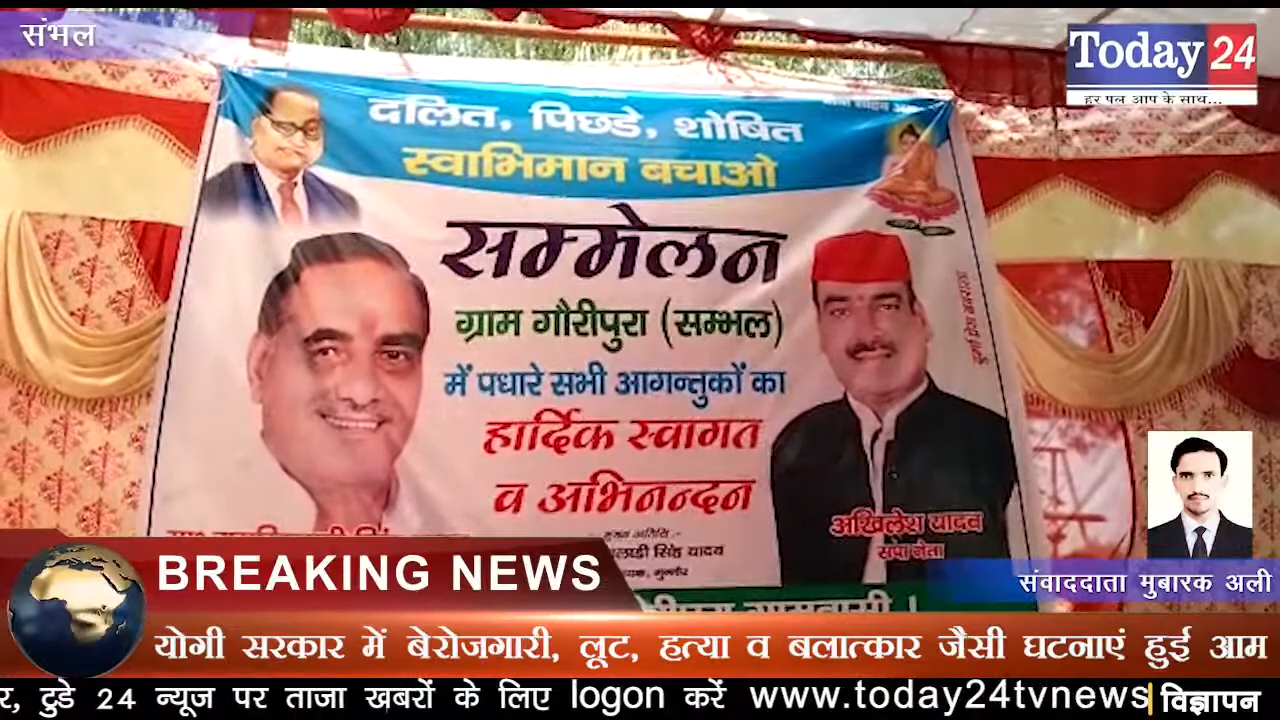 संभल
Today 24
हर पल आप के साथ...
दलित, पिछडे, शोषित
स्वाभिमान बचाओ
सम्मेलन
ग्राम गौरीपुरा (सम्भल)
में पधारे सभी आगन्तुकों का
हार्दिक स्वागत
व अभिनन्दन
मुख्य अतिथि :-
सिंह यादव
अखिलेश यादव
सपा नेता
संवाददाता मुबारक अली
BREAKING NEWS
योगी सरकार में बेरोजगारी, लूट, हत्या व बलात्कार जैसी घटनाएं हुई आम
र, टुडे 24 न्यूज पर ताजा खबरों के लिए logon करें www.today24tvnews
विज्ञापन